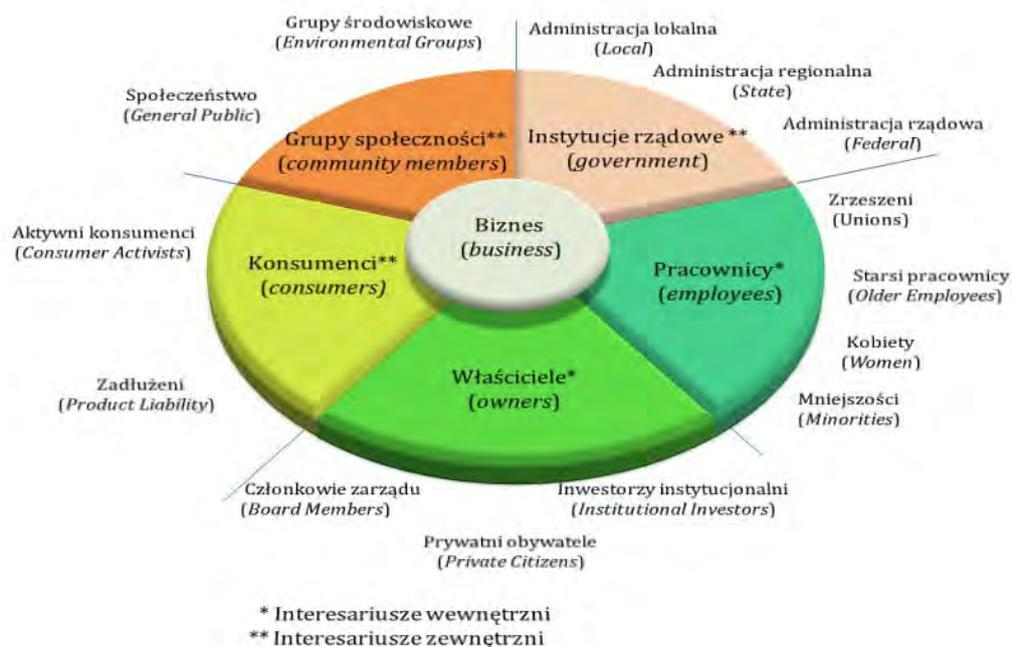 Grupy środowiskowe
(Environmental Groups)
Administracja lokalna
(Local)
Administracja regionalna
(State)
Administracja rządowa
(Federal)
Społeczeństwo
(General Public)
Grupy społeczności**
(community members)
Instytucje rządowe **
(government)
Zrzeszeni
(Unions)
Aktywni konsumenci
(Consumer Activists)
Biznes
(business)
Konsumenci**
(consumers)
Pracownicy*
(employees)
Starsi pracownicy
(Older Employees)
Kobiety
(Women)
Zadłużeni
(Product Liability)
Właściciele*
(owners)
Mniejszości
(Minorities)
Członkowie zarządu
(Board Members)
Inwestorzy instytucjonalni
(Institutional Investors)
Prywatni obywatele
(Private Citizens)
* Interesariusze wewnętrzni
** Interesariusze zewnętrzni